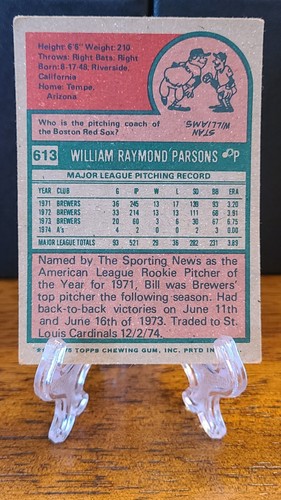 Height: 6'6" Weight: 210
Throws: Right Bats: Right
Born: 8-17-48, Riverside,
California
Home: Tempe,
Arizona
Who is the pitching coach of
the Boston Red Sox?
STAN
WILLIAMS
613 WILLIAM RAYMOND PARSONS P
MAJOR LEAGUE PITCHING RECORD
YEAR CLUB G IP W L SO BB ERA
1971 BREWERS 36 245 13 17 139 93 3.20
1972 BREWERS 33 214 13 13 111 68 3.91
1973 BREWERS 20 60 3 6 30 67 6.75
1974 A's 4 2 0 0 2 3 0.00
MAJOR LEAGUE TOTALS 93 521 29 36 282 231 3.89
Named by The Sporting News as the
American League Rookie Pitcher of
the Year for 1971, Bill was Brewers'
top pitcher the following season. Had
back-to-back victories on June 11th
and June 16th of 1973. Traded to St.
Louis Cardinals 12/2/74.
TOPPS CHEWING GUM, INC. PRTD IN